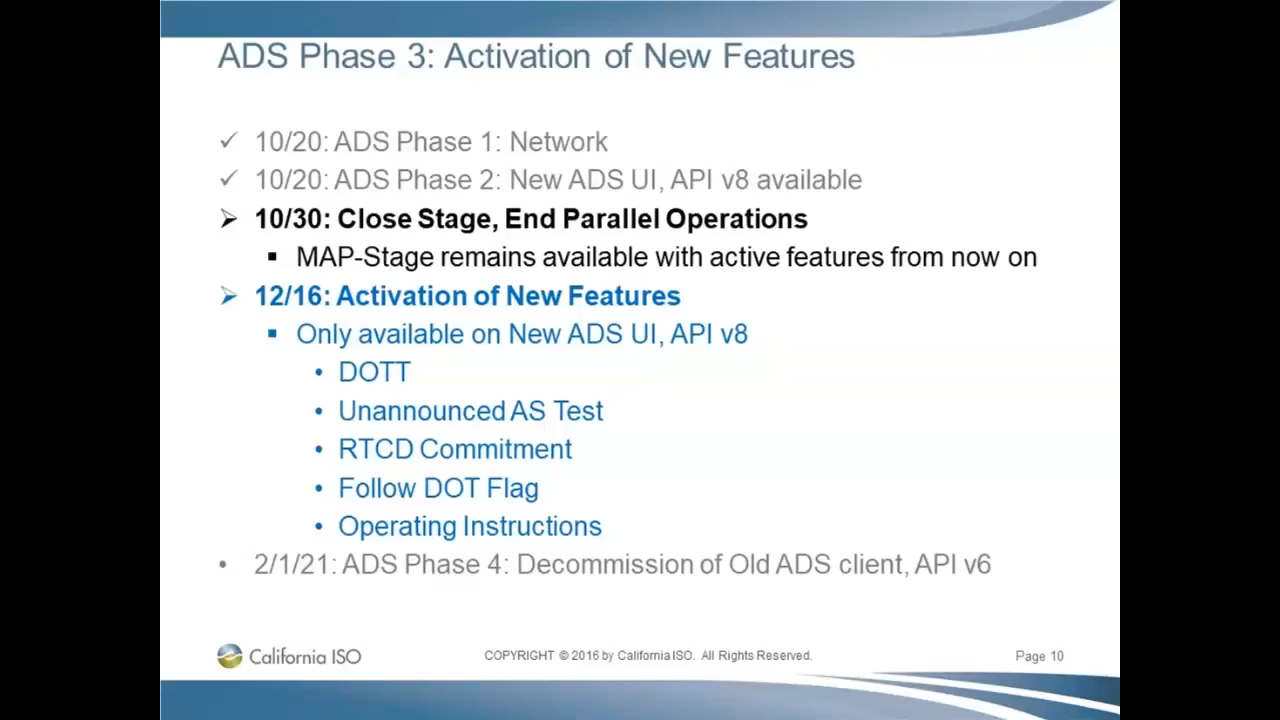 ADS Phase 3: Activation of New Features
✓ 10/20: ADS Phase 1: Network
✓ 10/20: ADS Phase 2: New ADS UI, API v8 available
➢ 10/30: Close Stage, End Parallel Operations
▪ MAP-Stage remains available with active features from now on
➢ 12/16: Activation of New Features
▪ Only available on New ADS UI, API v8
• DOTT
• Unannounced AS Test
• RTCD Commitment
• Follow DOT Flag
• Operating Instructions
• 2/1/21: ADS Phase 4: Decommission of Old ADS client, API v6
California ISO
COPYRIGHT © 2016 by California ISO. All Rights Reserved.
Page 10